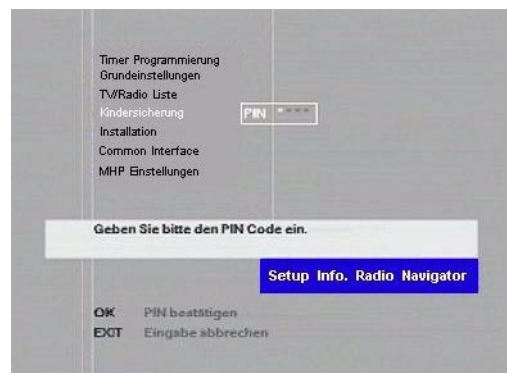 Timer Programmierung
Grundeinstellungen
TV/Radio Liste
Kindersicherung
PIN ****
Installation
Common Interface
MHP Einstellungen
Geben Sie bitte den PIN Code ein.
Setup Info. Radio Navigator
OK PIN bestätigen
EXIT Eingabe abbrechen